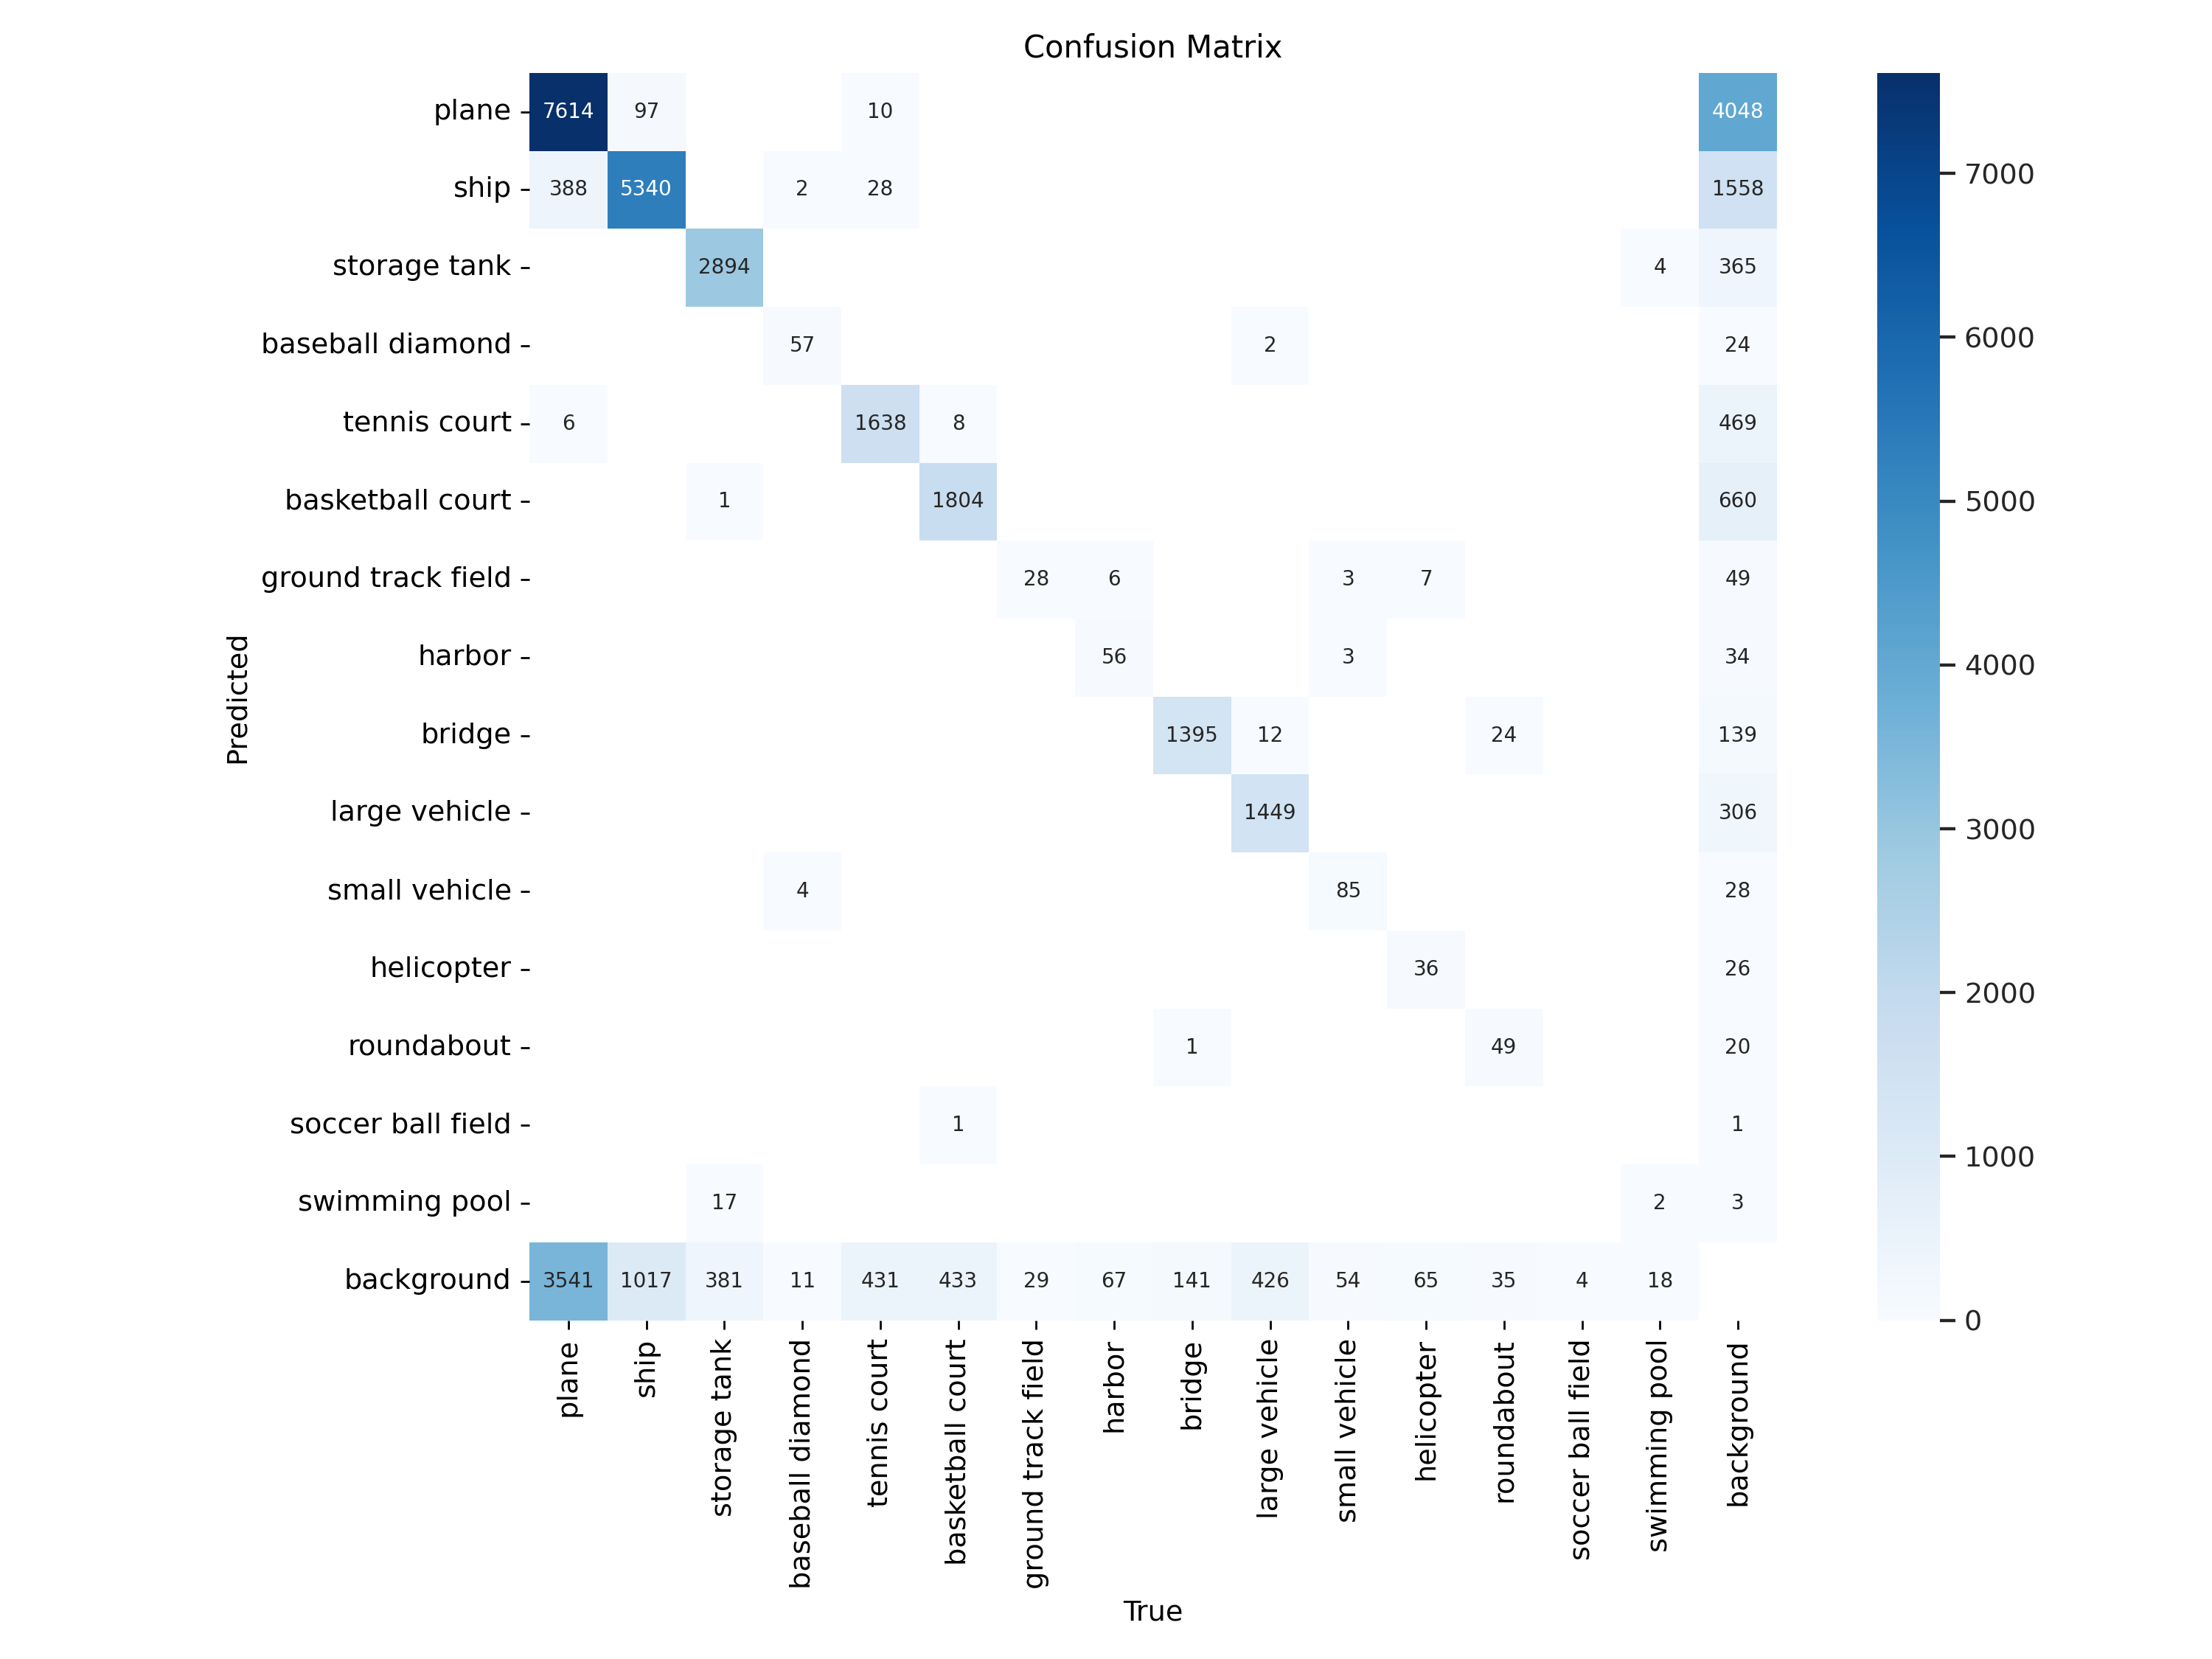 Confusion Matrix
plane 7614 97 10 4048
ship 388 5340 2 28 1558
storage tank 2894 4 365
baseball diamond 57 2 24
tennis court 6 1638 8 469
basketball court 1 1804 660
ground track field 28 6 3 7 49
harbor 56 3 34
bridge 1395 12 24 139
large vehicle 1449 306
small vehicle 4 85 28
helicopter 36 26
roundabout 1 49 20
soccer ball field 1 1
swimming pool 17 2 3
background 3541 1017 381 11 431 433 29 67 141 426 54 65 35 4 18
Predicted
plane
ship
storage tank
baseball diamond
tennis court
basketball court
ground track field
harbor
bridge
large vehicle
small vehicle
helicopter
roundabout
soccer ball field
swimming pool
background
True
7000
6000
5000
4000
3000
2000
1000
0